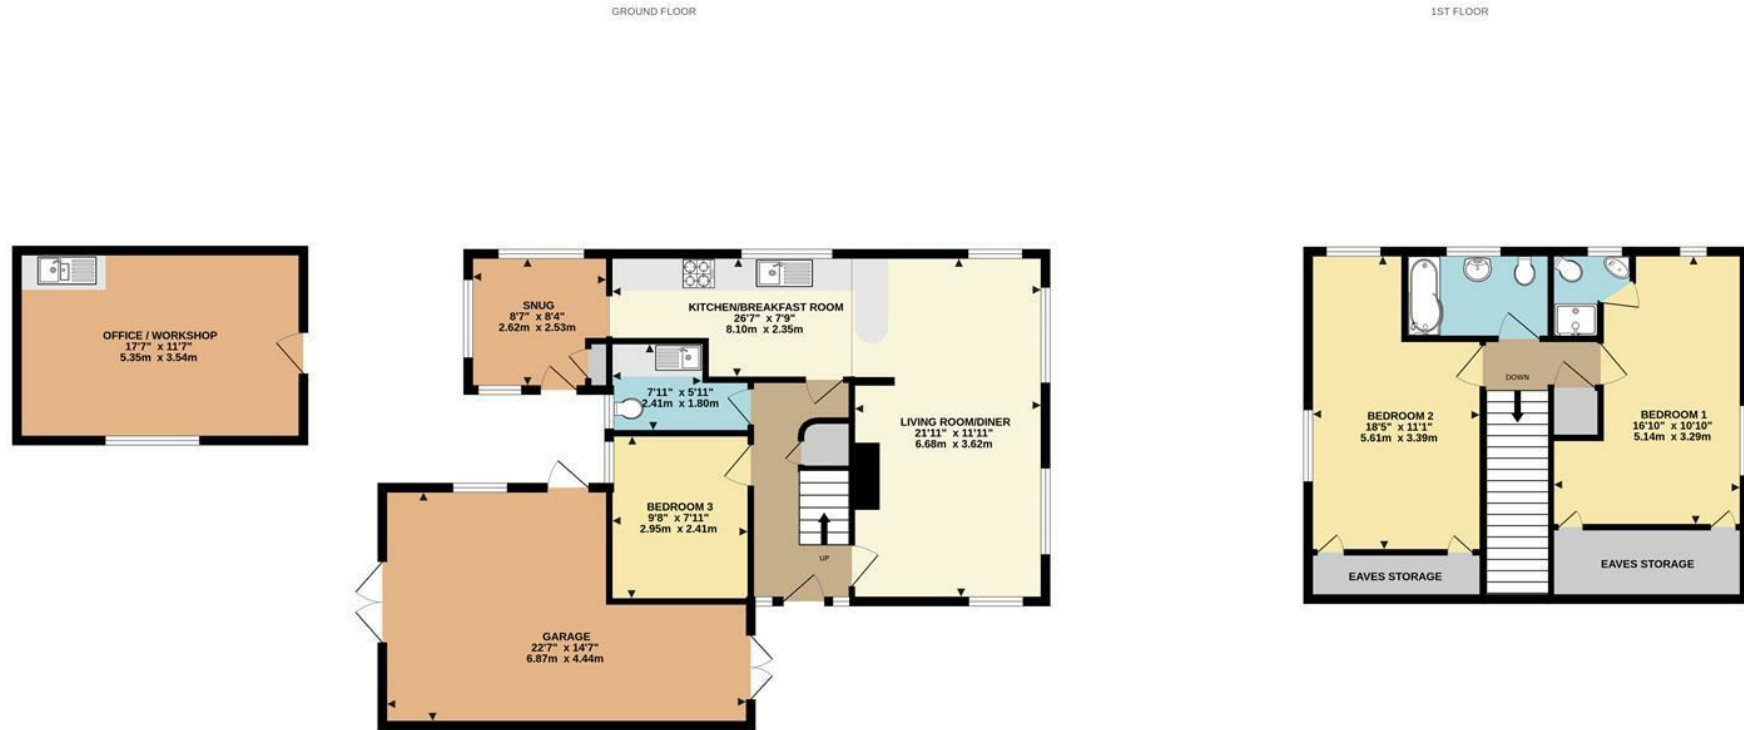 GROUND FLOOR
1ST FLOOR
OFFICE / WORKSHOP
17'7" x 11'7"
5.35m x 3.54m
SNUG
8'7" x 8'4"
2.62m x 2.53m
KITCHEN/BREAKFAST ROOM
26'7" x 7'9"
8.10m x 2.35m
7'11" x 5'11"
2.41m x 1.80m
LIVING ROOM/DINER
21'11" x 11'11"
6.68m x 3.62m
BEDROOM 3
9'8" x 7'11"
2.95m x 2.41m
UP
GARAGE
22'7" x 14'7"
6.87m x 4.44m
DOWN
BEDROOM 2
18'5" x 11'1"
5.61m x 3.39m
BEDROOM 1
16'10" x 10'10"
5.14m x 3.29m
EAVES STORAGE
EAVES STORAGE